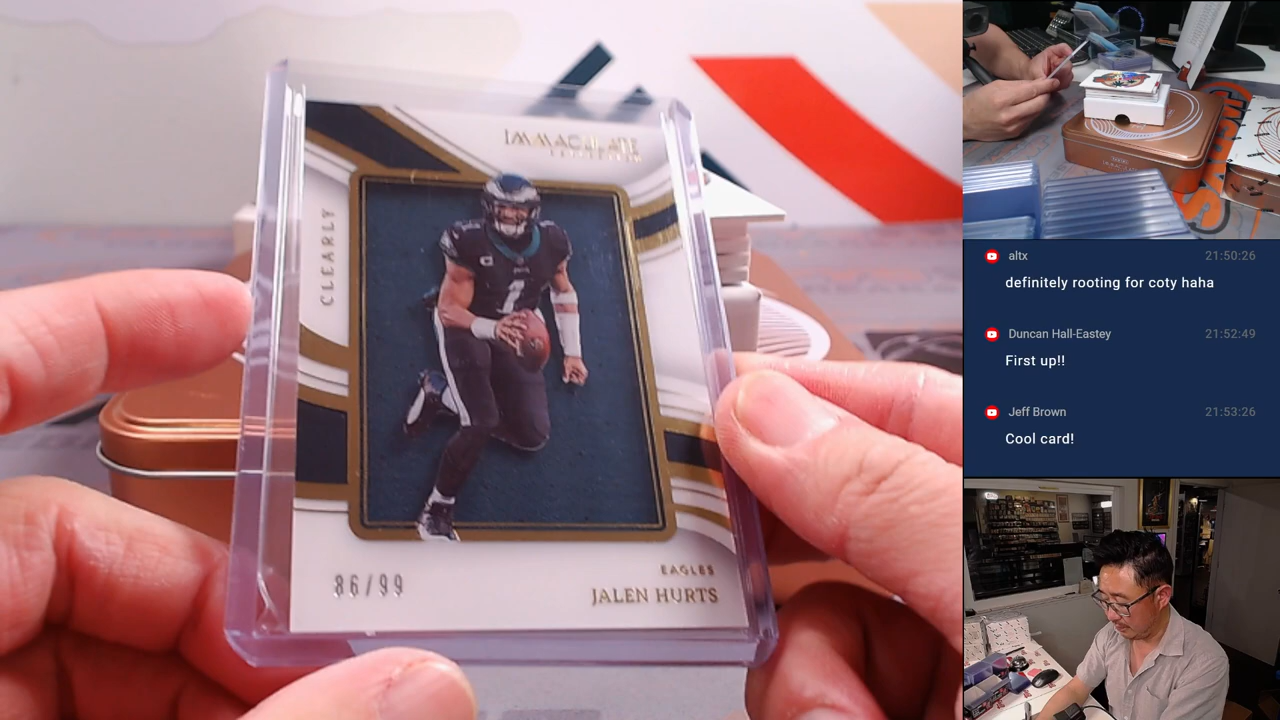 IMMACULATE
CLEARLY
1
86/99
EAGLES
JALEN HURTS
altx 21:50:26
definitely rooting for coty haha
Duncan Hall-Eastey 21:52:49
First up!!
Jeff Brown 21:53:26
Cool card!